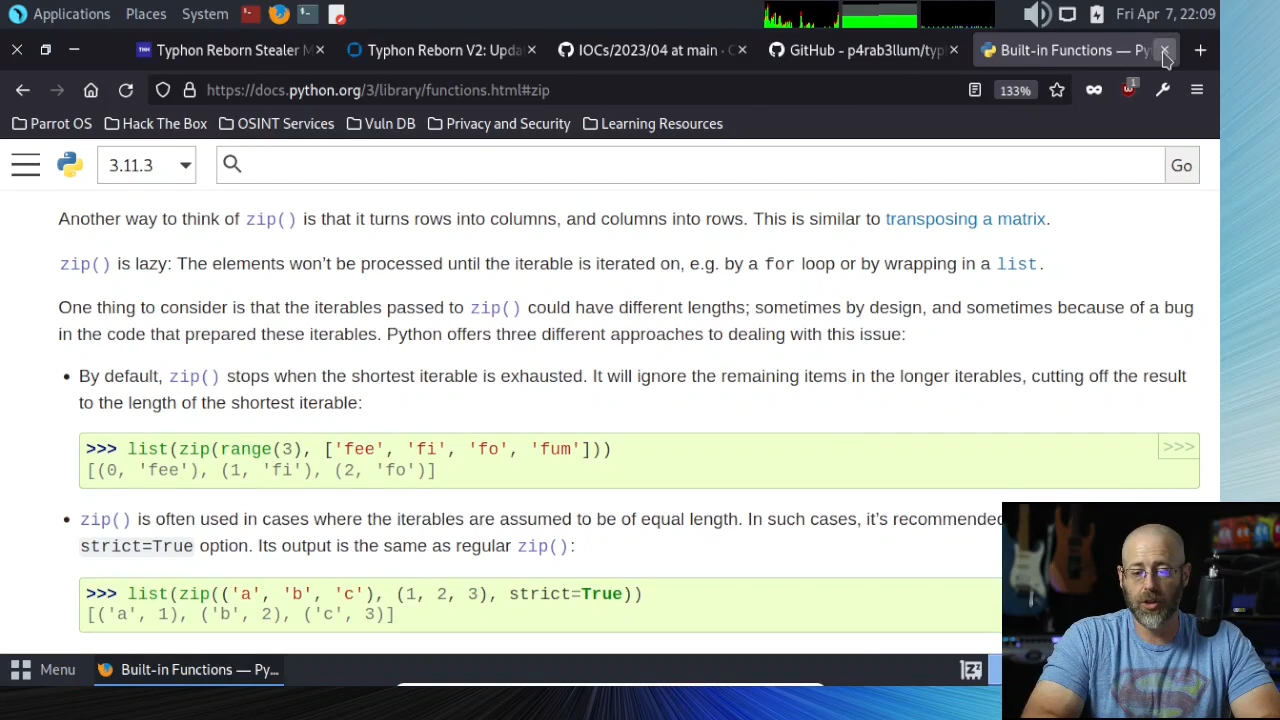 Applications Places System Fri Apr 7, 22:09
Typhon Reborn Stealer M Typhon Reborn V2: Upda IOCs/2023/04 at main · C GitHub - p4rab3llum/typ Built-in Functions — Py
https://docs.python.org/3/library/functions.html#zip 133% 1
Parrot OS Hack The Box OSINT Services Vuln DB Privacy and Security Learning Resources
3.11.3 Go
Another way to think of zip() is that it turns rows into columns, and columns into rows. This is similar to transposing a matrix.
zip() is lazy: The elements won’t be processed until the iterable is iterated on, e.g. by a for loop or by wrapping in a list.
One thing to consider is that the iterables passed to zip() could have different lengths; sometimes by design, and sometimes because of a bug
in the code that prepared these iterables. Python offers three different approaches to dealing with this issue:
• By default, zip() stops when the shortest iterable is exhausted. It will ignore the remaining items in the longer iterables, cutting off the result
to the length of the shortest iterable:
>>> list(zip(range(3), ['fee', 'fi', 'fo', 'fum'])) >>>
[(0, 'fee'), (1, 'fi'), (2, 'fo')]
• zip() is often used in cases where the iterables are assumed to be of equal length. In such cases, it’s recommended
strict=True option. Its output is the same as regular zip():
>>> list(zip(('a', 'b', 'c'), (1, 2, 3), strict=True))
[('a', 1), ('b', 2), ('c', 3)]
Menu Built-in Functions — Py...